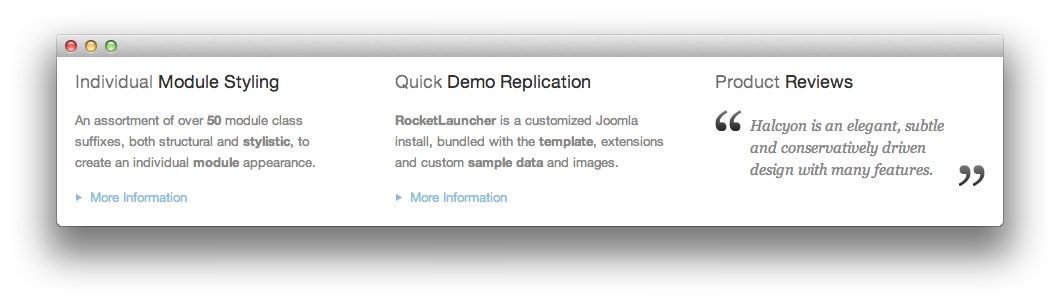 Individual Module Styling
An assortment of over 50 module class
suffixes, both structural and stylistic, to
create an individual module appearance.
More Information
Quick Demo Replication
RocketLauncher is a customized Joomla
install, bundled with the template, extensions
and custom sample data and images.
More Information
Product Reviews
“ Halcyon is an elegant, subtle
and conservatively driven
design with many features. ”